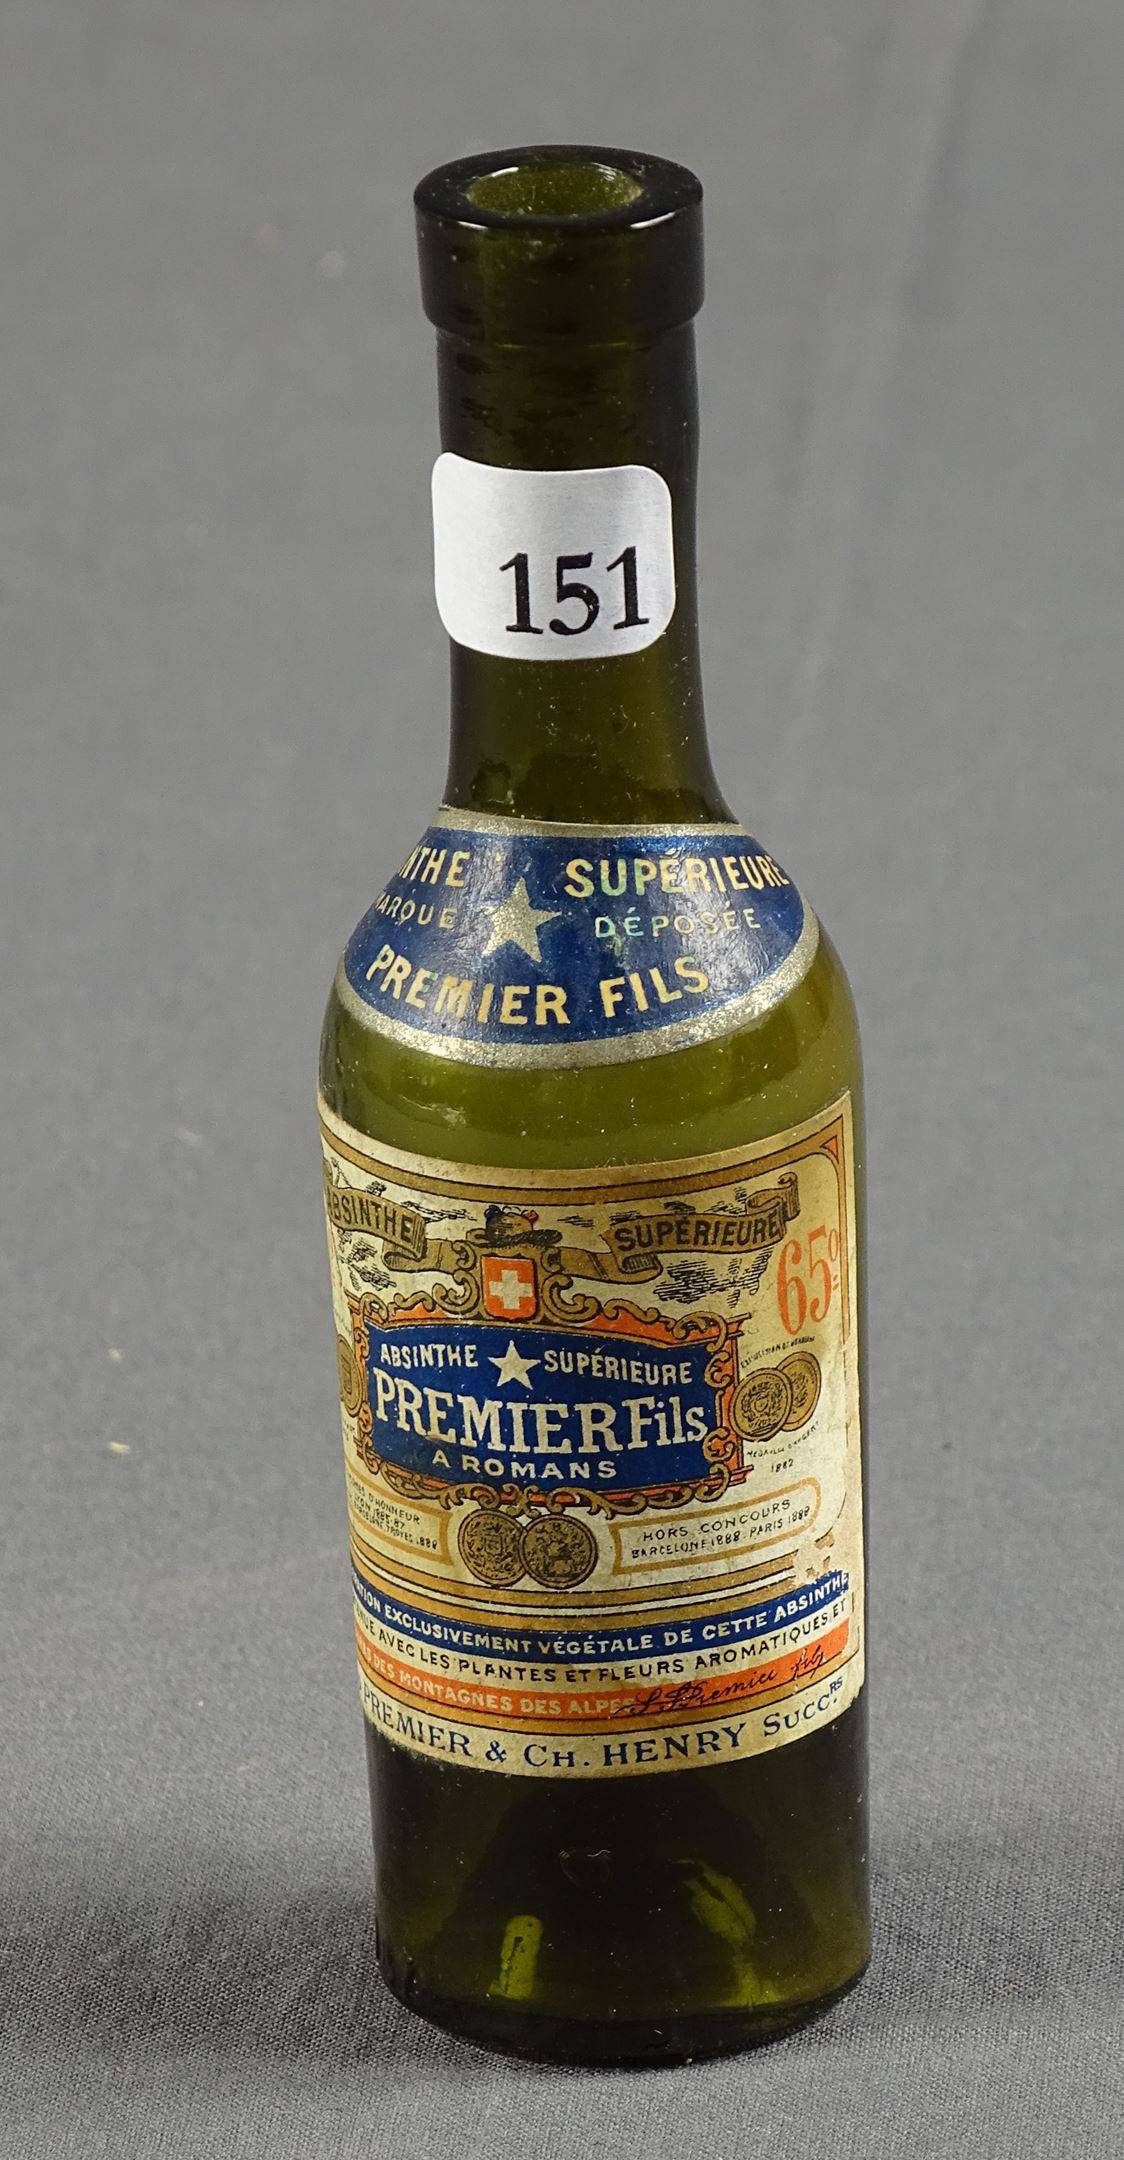 151
SUPÉRIEURE
DÉPOSÉE
PREMIER FILS
ABSINTHE SUPÉRIEURE
65°
ABSINTHE SUPÉRIEURE
PREMIER Fils
A ROMANS
1882
D'HONNEUR
HORS CONCOURS
BARCELONE 1888. PARIS 1889
EXCLUSIVEMENT VÉGÉTALE DE CETTE ABSINTHE
AVEC LES PLANTES ET FLEURS AROMATIQUES ET
DES MONTAGNES DES ALPES
PREMIER & CH. HENRY SUCC.RS